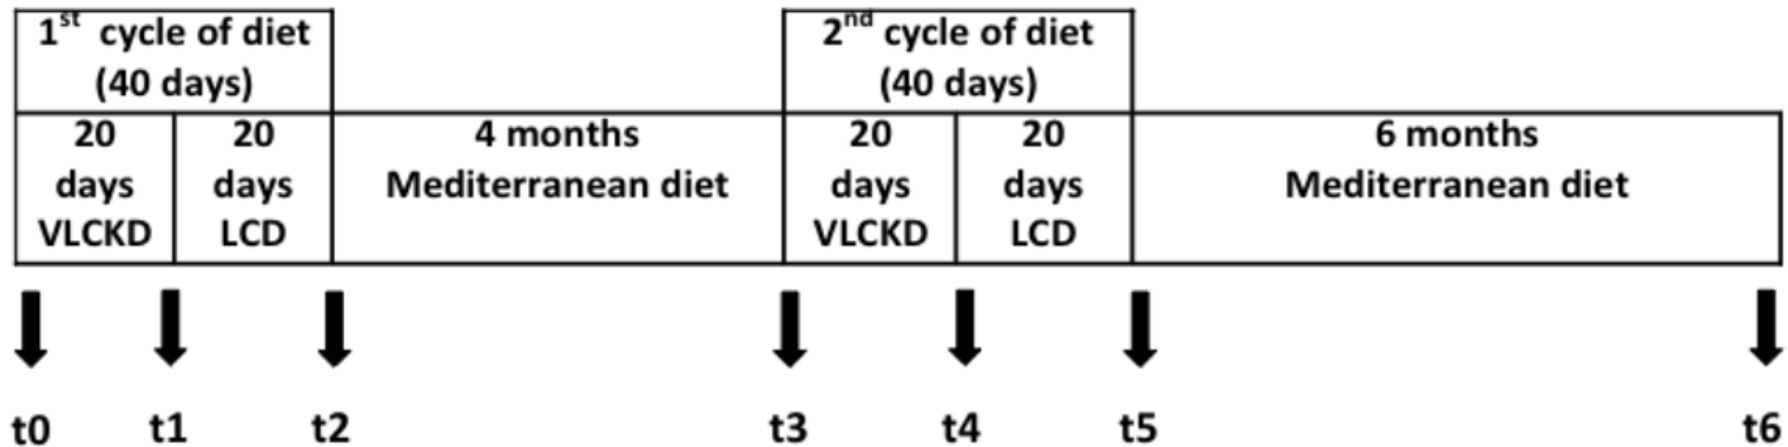 1st cycle of diet
(40 days)
2nd cycle of diet
(40 days)
20
days
VLCKD
20
days
LCD
4 months
Mediterranean diet
20
days
VLCKD
20
days
LCD
6 months
Mediterranean diet
t0
t1
t2
t3
t4
t5
t6